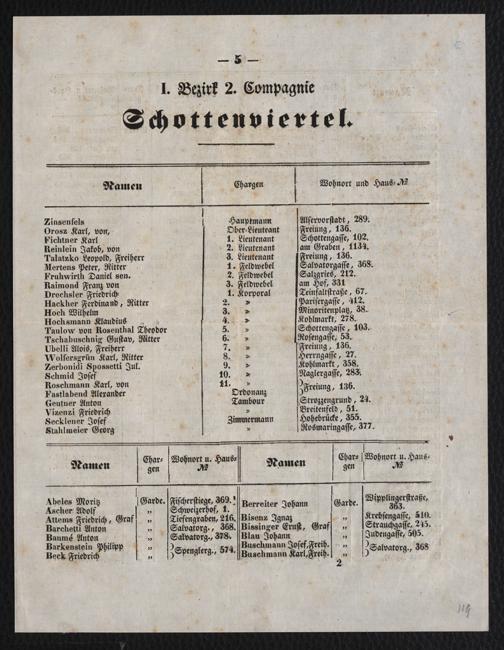 — 5 —
I. Bezirk 2. Compagnie
Schottenviertel.
Namen Chargen Wohnort und Haus-№
Zinsenfels Hauptmann Alservorstadt, 289.
Orosz Karl, von, Ober-Lieuteant Freiung, 136.
Fichtner Karl 1. Lieutenant Schottengasse, 102.
Reinlein Jakob, von 2. Lieutenant am Graben, 1134.
Talatzko Leopold, Freiherr 3. Lieutenant Freiung, 136.
Mertens Peter, Ritter 1. Feldwebel Salvatorgasse, 368.
Fruhwirth Daniel sen. 2. Feldwebel Salzgries, 212.
Raimond Franz von 3. Feldwebel am Hof, 331
Drechsler Friedrich 1. Korporal Teinfaltstraße, 67.
Hackher Ferdinand, Ritter 2. » Parisergasse, 412.
Hoch Wilhelm 3. » Minoritenplatz, 38.
Hochsmann Klaudius 4. » Kohlmarkt, 278.
Taulow von Rosenthal Theodor 5. » Schottengasse, 103.
Tschabuschnig Gustav, Ritter 6. » Rosengasse, 53.
Ubelli Alois, Freiherr 7. » Freiung, 136.
Wolfersgrün Karl, Ritter 8. » Herrngasse, 27.
Zerbonidi Spossetti Jul. 9. » Kohlmarkt, 358.
Schmid Josef 10. » Naglergasse, 283.
Roschmann Karl, von 11. » }Freiung, 136.
Fastlabend Alexander Ordonanz
Geutner Anton Tambour Strozzengrund, 24.
Vizenzi Friedrich » Breitenfeld, 51.
Secklener Josef Zimmermann Hohebrücke, 355.
Stahlmeier Georg » Rosmaringasse, 377.
Namen Chargen Wohnort u. Haus-№ Namen Chargen Wohnort u. Haus-№
Abeles Moritz Garde. Fischerstiege, 369.
Ascher Adolf „ Schweizerhof, 1.
Attems Friedrich, Graf „ Tiefengraben, 216.
Barchetti Anton „ Salvatorg., 368.
Baumé Anton „ Salvatorg., 378.
Barkenstein Philipp „ }Spenglerg., 574.
Beck Friedrich „
Berreiter Johann Garde. Wipplingerstraße, 363.
Bisenz Ignaz „ Krebsengasse, 510.
Bissinger Ernst, Graf „ Strauchgasse, 245.
Blau Johann „ Judengasse, 505.
Buschmann Josef, Freih. „ }Salvatorg., 368
Buschmann Karl, Freih. „
2
119